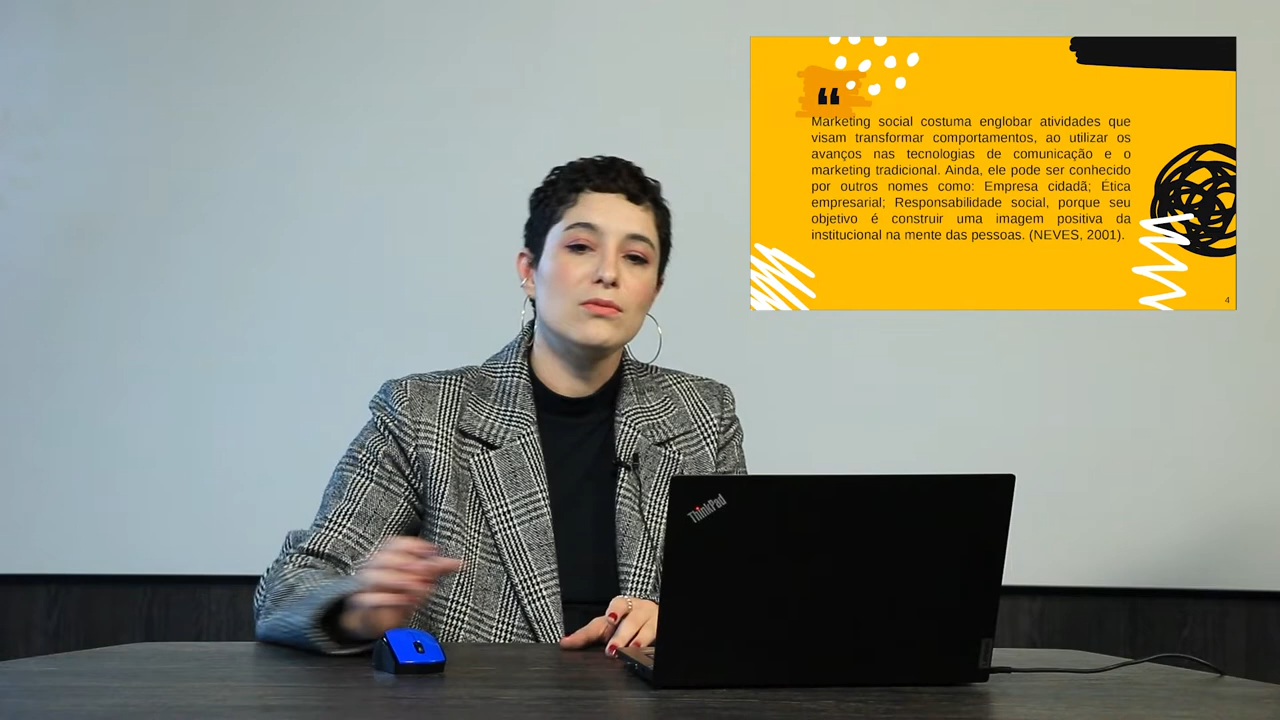 “
Marketing social costuma englobar atividades que
visam transformar comportamentos, ao utilizar os
avanços nas tecnologias de comunicação e o
marketing tradicional. Ainda, ele pode ser conhecido
por outros nomes como: Empresa cidadã; Ética
empresarial; Responsabilidade social, porque seu
objetivo é construir uma imagem positiva da
institucional na mente das pessoas. (NEVES, 2001).
4
ThinkPad